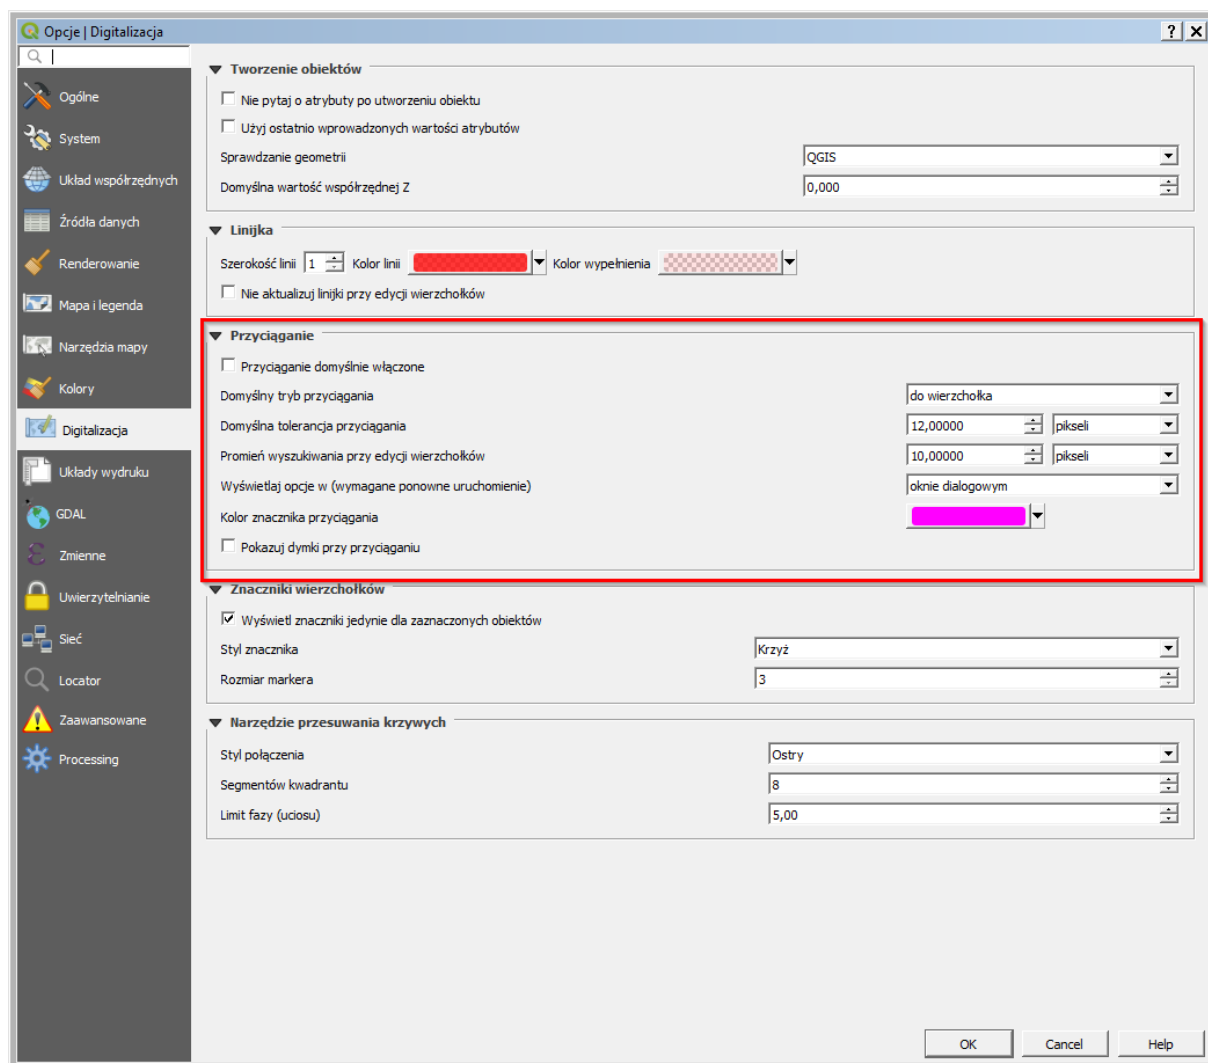 Opcje | Digitalizacja
Ogólne
System
Układ współrzędnych
Źródła danych
Renderowanie
Mapa i legenda
Narzędzia mapy
Kolory
Digitalizacja
Układy wydruku
GDAL
Zmienne
Uwierzytelnianie
Sieć
Locator
Zaawansowane
Processing
Tworzenie obiektów
Nie pytaj o atrybuty po utworzeniu obiektu
Użyj ostatnio wprowadzonych wartości atrybutów
Sprawdzanie geometrii QGIS
Domyślna wartość współrzędnej Z 0,000
Linijka
Szerokość linii 1 Kolor linii Kolor wypełnienia
Nie aktualizuj linijki przy edycji wierzchołków
Przyciąganie
Przyciąganie domyślnie włączone
Domyślny tryb przyciągania do wierzchołka
Domyślna tolerancja przyciągania 12,00000 pikseli
Promień wyszukiwania przy edycji wierzchołków 10,00000 pikseli
Wyświetlaj opcje w (wymagane ponowne uruchomienie) oknie dialogowym
Kolor znacznika przyciągania
Pokazuj dymki przy przyciąganiu
Znaczniki wierzchołków
Wyświetl znaczniki jedynie dla zaznaczonych obiektów
Styl znacznika Krzyż
Rozmiar markera 3
Narzędzie przesuwania krzywych
Styl połączenia Ostry
Segmentów kwadrantu 8
Limit fazy (uciosu) 5,00
OK Cancel Help